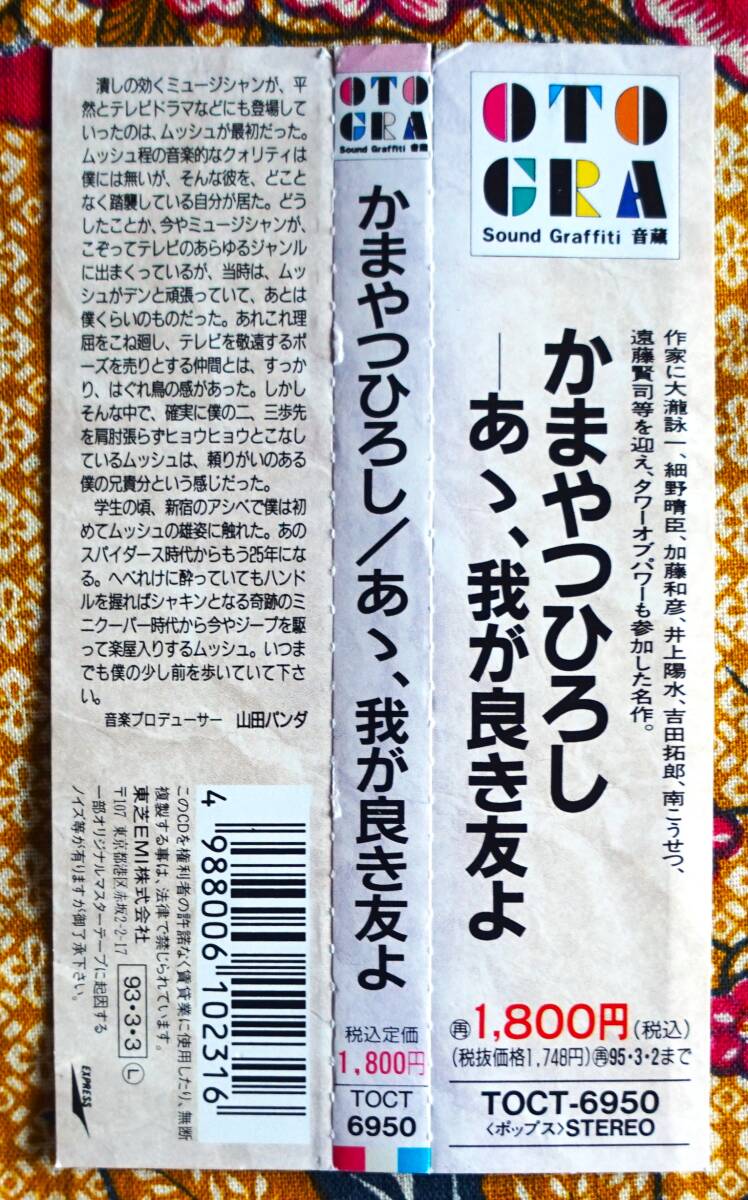 潰しの効くミュージシャンが、平
然とテレビドラマなどにも登場して
いったのは、ムッシュが最初だった。
ムッシュ程の音楽的なクォリティは
僕には無いが、そんな彼を、どこと
なく踏襲している自分が居た。どう
したことか、今やミュージシャンが、
こぞってテレビのあらゆるジャンル
に出まくっているが、当時は、ムッ
シュがデンと頑張っていて、あとは
僕くらいのものだった。あれこれ理
屈をこね廻し、テレビを敬遠するポ
ーズを売りとする仲間とは、すっか
り、はぐれ鳥の感があった。しかし
そんな中で、確実に僕の二、三歩先
を肩肘張らずヒョウヒョウとこなし
ているムッシュは、頼りがいのある
僕の兄貴分という感じだった。
学生の頃、新宿のアシベで僕は初
めてムッシュの雄姿に触れた。あの
スパイダース時代からもう25年にな
る。へべれけに酔っていてもハンド
ルを握ればシャキンとなる奇跡のミ
ニクーパー時代から今やジープを駆
って楽屋入りするムッシュ。いつま
でも僕の少し前を歩いていて下さ
い。
音楽プロデューサー 山田パンダ
4 988006 102316
このCDを権利者の許諾なく賃貸業に使用したり、無断
複製する事は、法律で禁じられています。
東芝EMI株式会社
〒107 東京都港区赤坂2-2-17
一部オリジナルマスターテープに起因する
ノイズ等が有りますが御了承下さい。
93・3・3 Ⓛ
EXPRESS
OTO
GRA
Sound Graffiti 音蔵
かまやつひろし/あゝ、我が良き友よ
税込定価
1,800円
TOCT
6950
OTO
GRA
Sound Graffiti 音蔵
作家に大瀧詠一、細野晴臣、加藤和彦、井上陽水、吉田拓郎、南こうせつ、
遠藤賢司等を迎え、タワーオブパワーも参加した名作。
かまやつひろし
─あゝ、我が良き友よ
㊢1,800円(税込)
(税抜価格1,748円)㊢95・3・2まで
TOCT-6950
〈ポップス〉STEREO